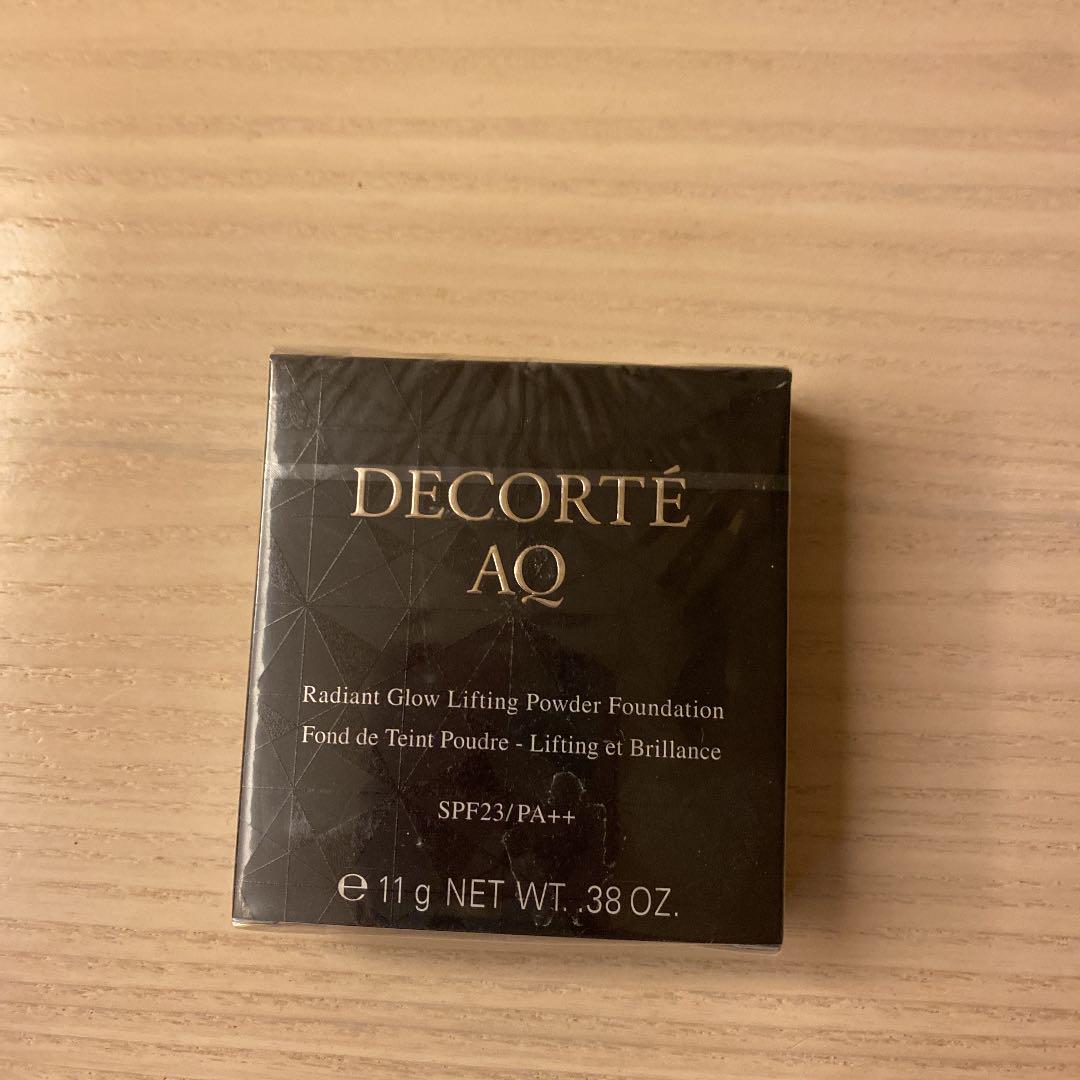 DECORTÉ
AQ
Radiant Glow Lifting Powder Foundation
Fond de Teint Poudre - Lifting et Brillance
SPF23/PA++
℮ 11 g NET WT. .38 OZ.